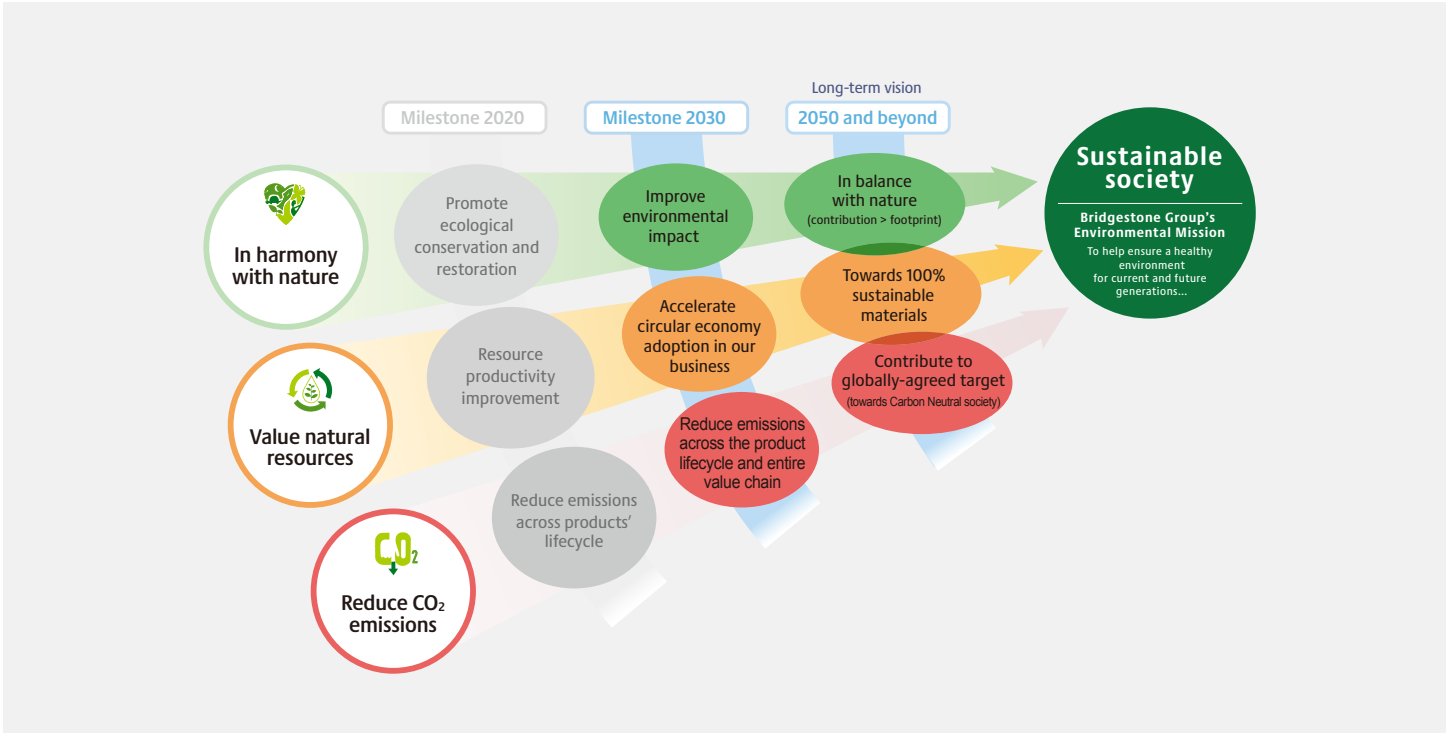 Long-term vision
Milestone 2020
Milestone 2030
2050 and beyond
In harmony
with nature
Promote
ecological
conservation and
restoration
Improve
environmental
impact
In balance
with nature
(contribution > footprint)
Value natural
resources
Resource
productivity
improvement
Accelerate
circular economy
adoption in our
business
Towards 100%
sustainable
materials
CO2
Reduce CO₂
emissions
Reduce emissions
across products’
lifecycle
Reduce emissions
across the product
lifecycle and entire
value chain
Contribute to
globally-agreed target
(towards Carbon Neutral society)
Sustainable
society
Bridgestone Group’s
Environmental Mission
To help ensure a healthy
environment
for current and future
generations...